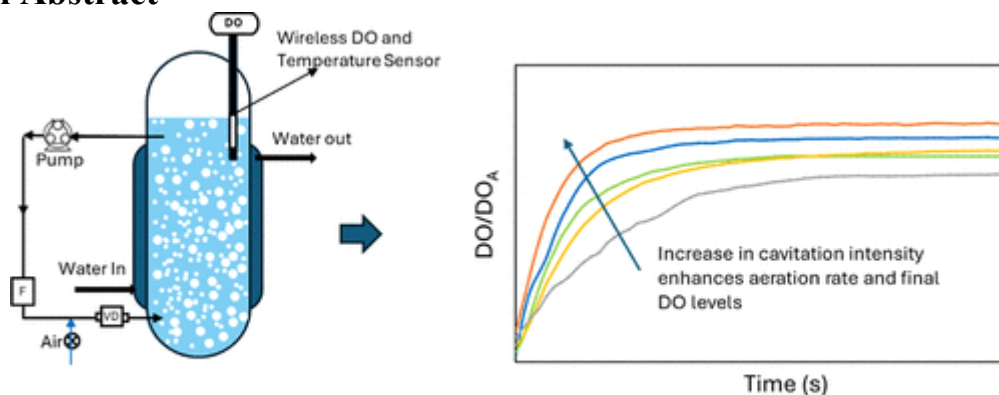 Abstract
DO
Wireless DO and
Temperature Sensor
Pump
Water out
Water In
F
VD
Air
DO/DO_A
Increase in cavitation intensity
enhances aeration rate and final
DO levels
Time (s)